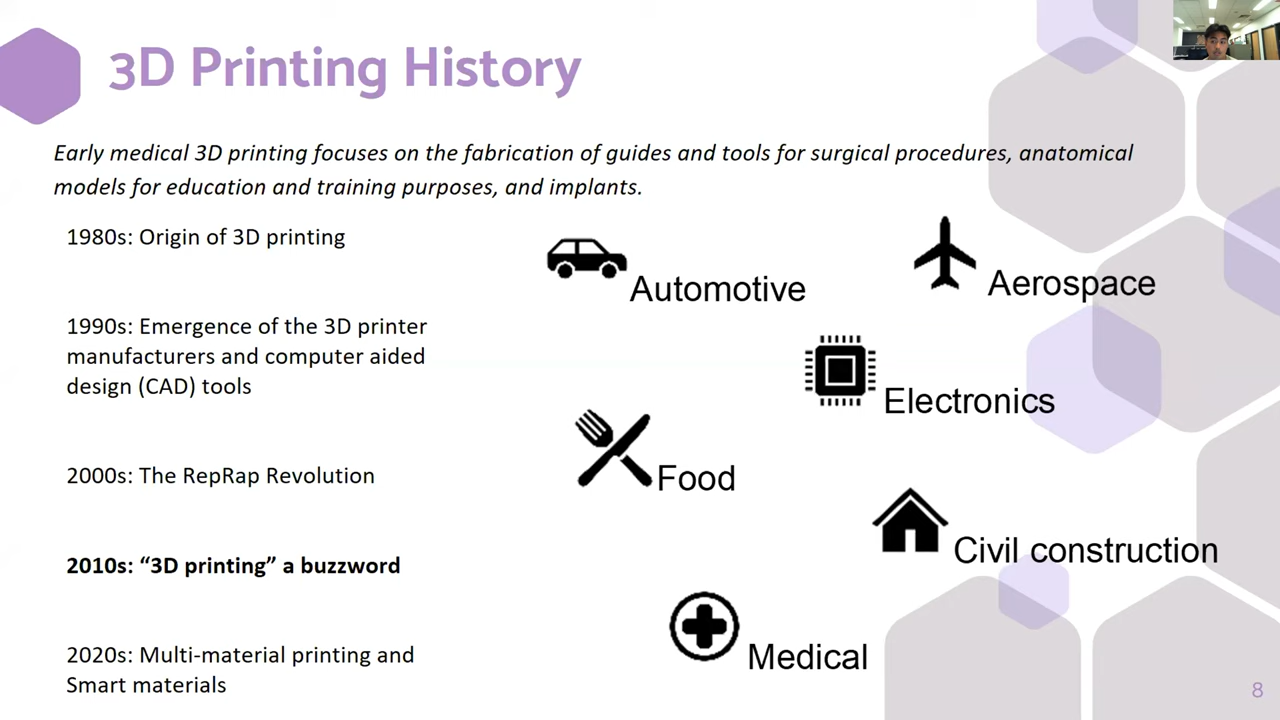 3D Printing History
Early medical 3D printing focuses on the fabrication of guides and tools for surgical procedures, anatomical
models for education and training purposes, and implants.
1980s: Origin of 3D printing
1990s: Emergence of the 3D printer
manufacturers and computer aided
design (CAD) tools
2000s: The RepRap Revolution
2010s: “3D printing” a buzzword
2020s: Multi-material printing and
Smart materials
Automotive
Aerospace
Electronics
Food
Civil construction
Medical
8